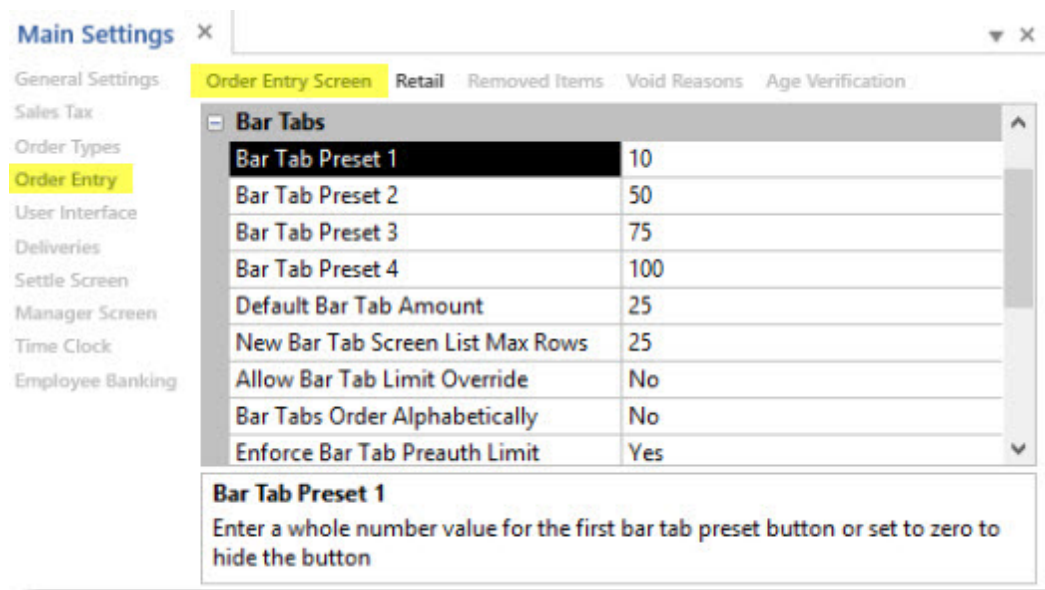 Main Settings
General Settings
Sales Tax
Order Types
Order Entry
User Interface
Deliveries
Settle Screen
Manager Screen
Time Clock
Employee Banking
Order Entry Screen Retail Removed Items Void Reasons Age Verification
Bar Tabs
Bar Tab Preset 1 10
Bar Tab Preset 2 50
Bar Tab Preset 3 75
Bar Tab Preset 4 100
Default Bar Tab Amount 25
New Bar Tab Screen List Max Rows 25
Allow Bar Tab Limit Override No
Bar Tabs Order Alphabetically No
Enforce Bar Tab Preauth Limit Yes
Bar Tab Preset 1
Enter a whole number value for the first bar tab preset button or set to zero to
hide the button